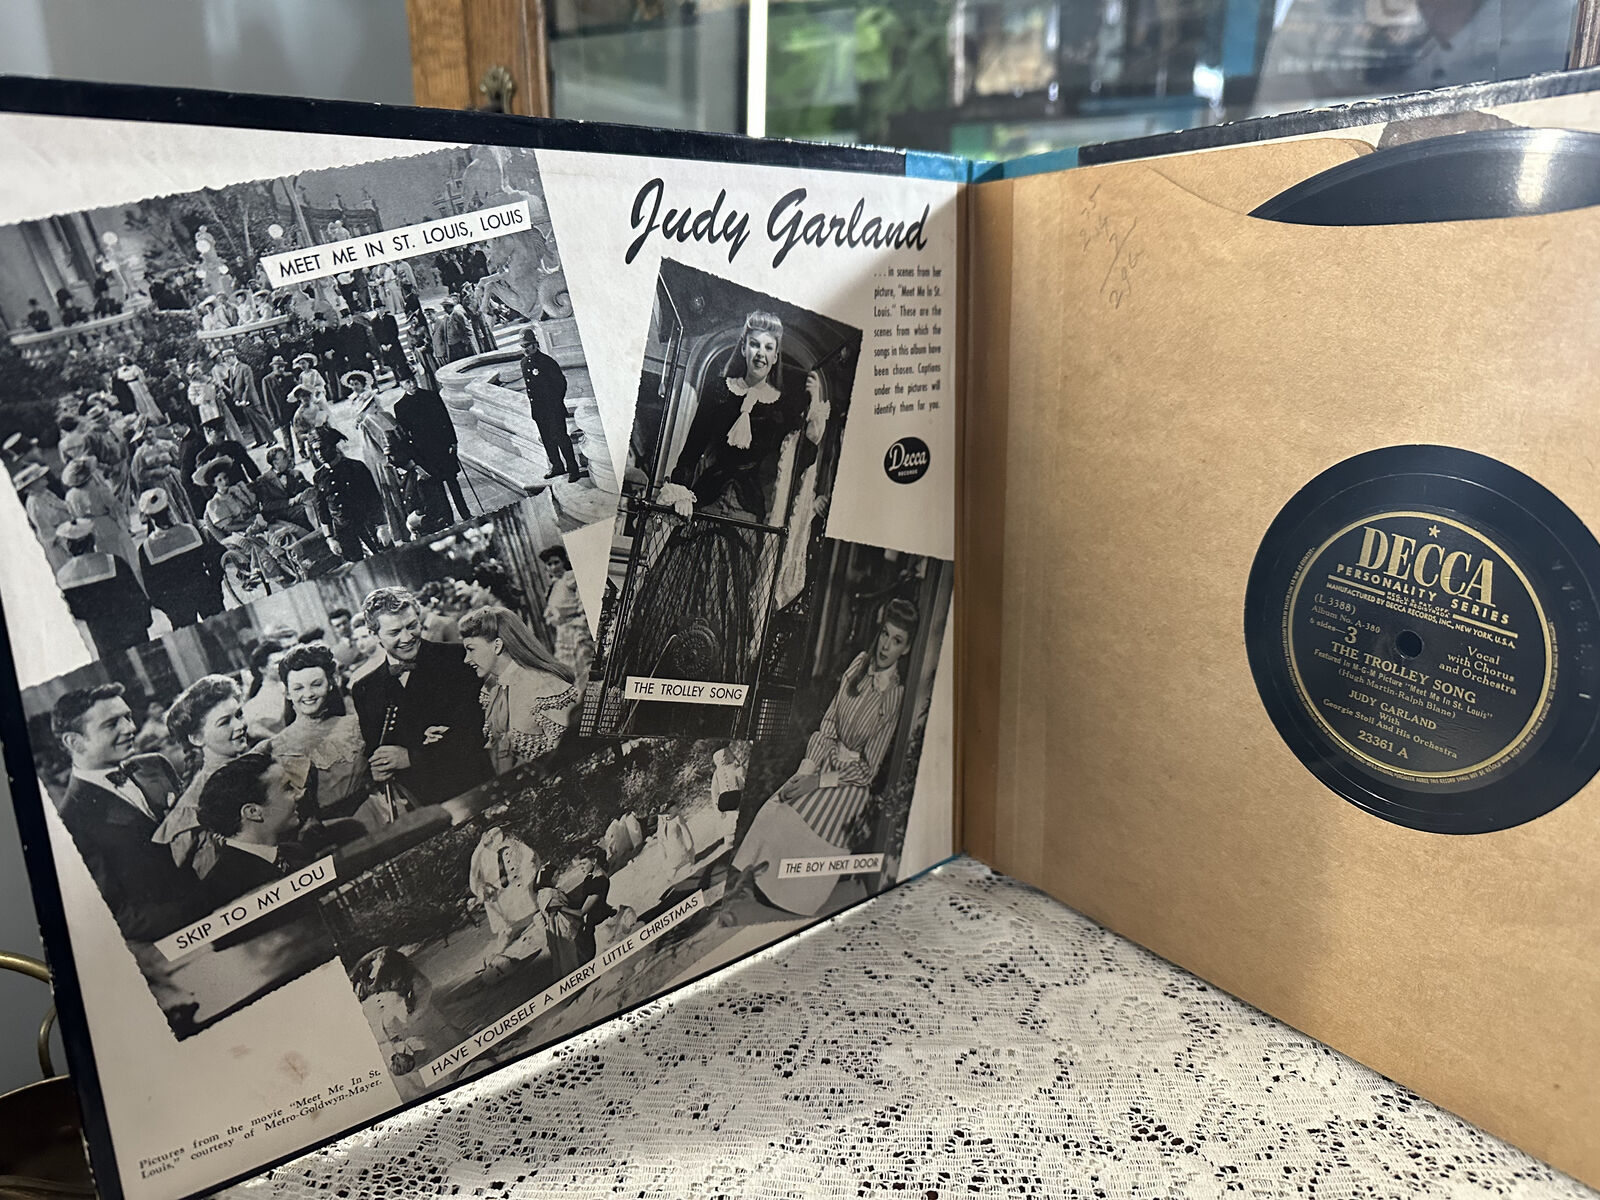 MEET ME IN ST. LOUIS, LOUIS
Judy Garland
. . . in scenes from her
picture, "Meet Me In St.
Louis." These are the
scenes from which the
songs in this album have
been chosen. Captions
under the pictures will
identify them for you.
Decca
RECORDS
THE TROLLEY SONG
THE BOY NEXT DOOR
SKIP TO MY LOU
HAVE YOURSELF A MERRY LITTLE CHRISTMAS
Pictures from the movie "Meet Me In St.
Louis," courtesy of Metro-Goldwyn-Mayer.
DECCA
PERSONALITY SERIES
REG. U.S. PAT. OFF.
MANUFACTURED BY DECCA RECORDS, INC., NEW YORK, U.S.A.
(L 3388)
Album No. A-380
6 sides—3
Vocal
with Chorus
and Orchestra
THE TROLLEY SONG
Featured in M-G-M Picture "Meet Me In St. Louis"
(Hugh Martin-Ralph Blane)
JUDY GARLAND
With
Georgie Stoll And His Orchestra
23361 A